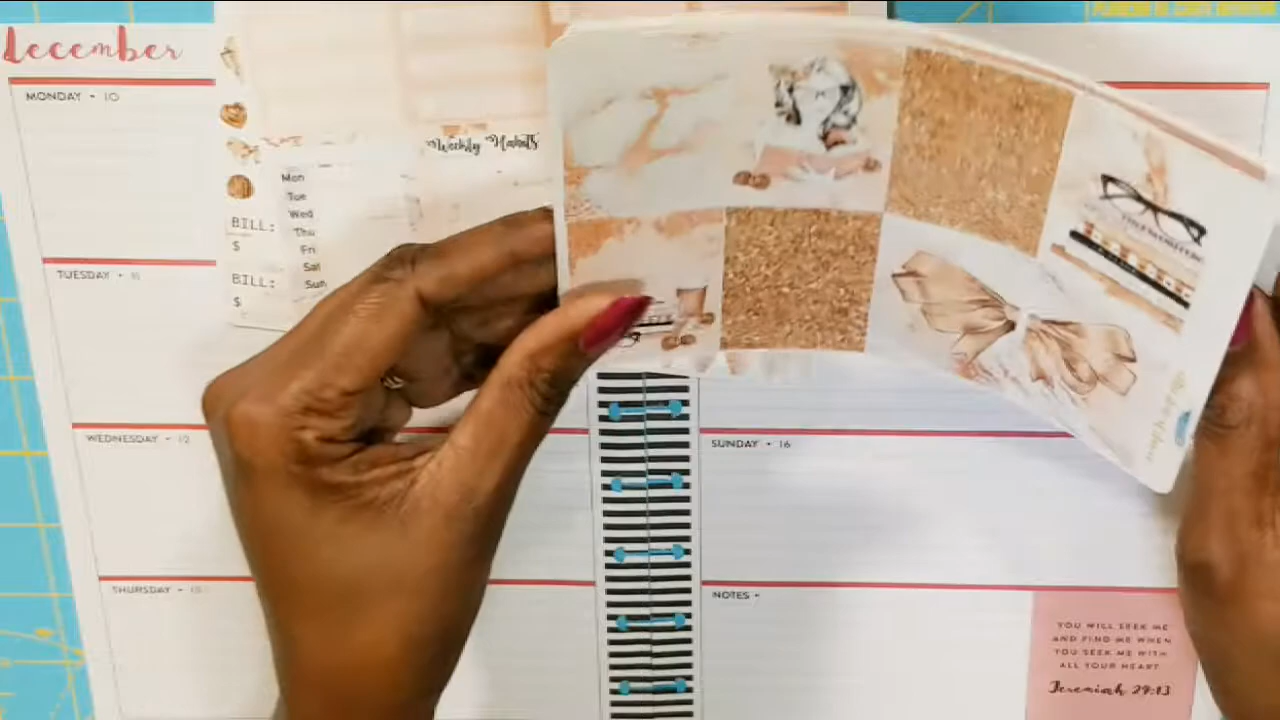 december
MONDAY • 10
TUESDAY • 11
WEDNESDAY • 12
THURSDAY • 13
Weekly Habits
Mon
Tue
Wed
Thu
Fri
Sat
Sun
BILL:
$
BILL:
$
SUNDAY • 16
NOTES •
YOU WILL SEEK ME
AND FIND ME WHEN
YOU SEEK ME WITH
ALL YOUR HEART
Jeremiah 29:13